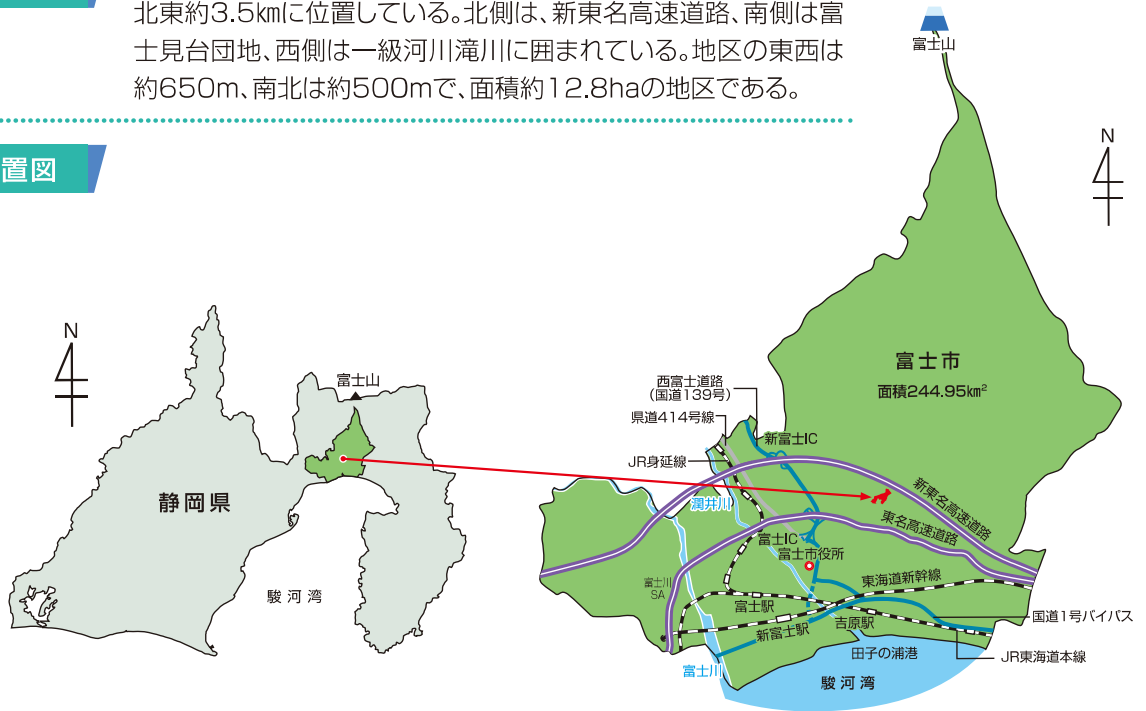 北東約3.5kmに位置している。北側は、新東名高速道路、南側は富
士見台団地、西側は一級河川滝川に囲まれている。地区の東西は
約650m、南北は約500mで、面積約12.8haの地区である。
置図
N
富士山
静岡県
駿河湾
富士山
N
富士市
面積244.95km²
西富士道路
(国道139号)
県道414号線
新富士IC
JR身延線
潤井川
新東名高速道路
東名高速道路
富士IC
富士市役所
富士川
SA
東海道新幹線
富士駅
国道1号バイパス
新富士駅
吉原駅
田子の浦港
JR東海道本線
富士川
駿河湾